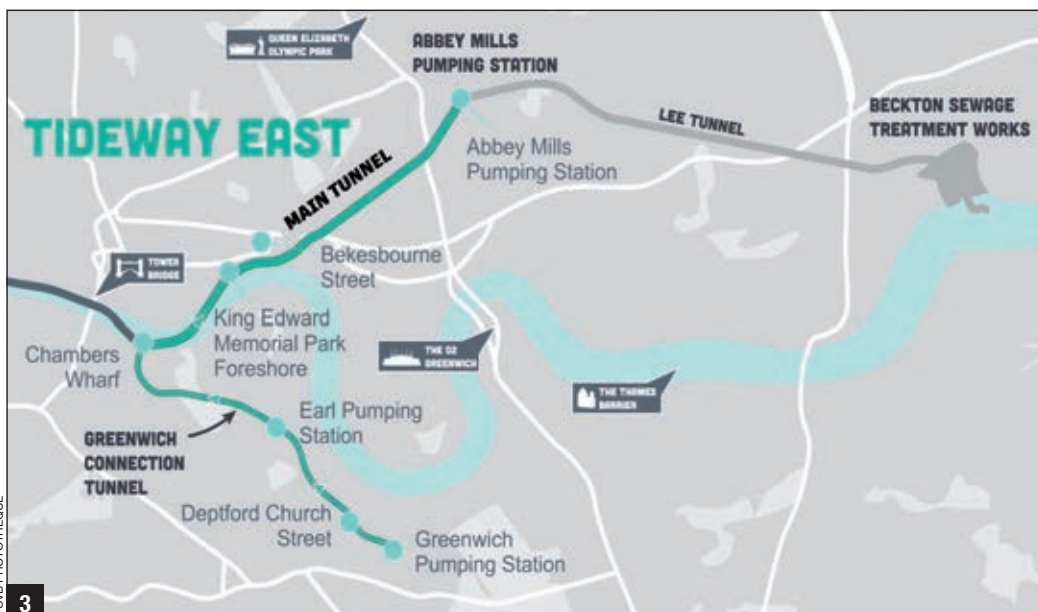 QUEEN ELIZABETH
OLYMPIC PARK
ABBEY MILLS
PUMPING STATION
TIDEWAY EAST
LEE TUNNEL
BECKTON SEWAGE
TREATMENT WORKS
Abbey Mills
Pumping Station
MAIN TUNNEL
TOWER
BRIDGE
Bekesbourne
Street
King Edward
Memorial Park
Foreshore
Chambers
Wharf
THE O2
GREENWICH
THE THAMES
BARRIER
Earl Pumping
Station
GREENWICH
CONNECTION
TUNNEL
Deptford Church
Street
Greenwich
Pumping Station
3